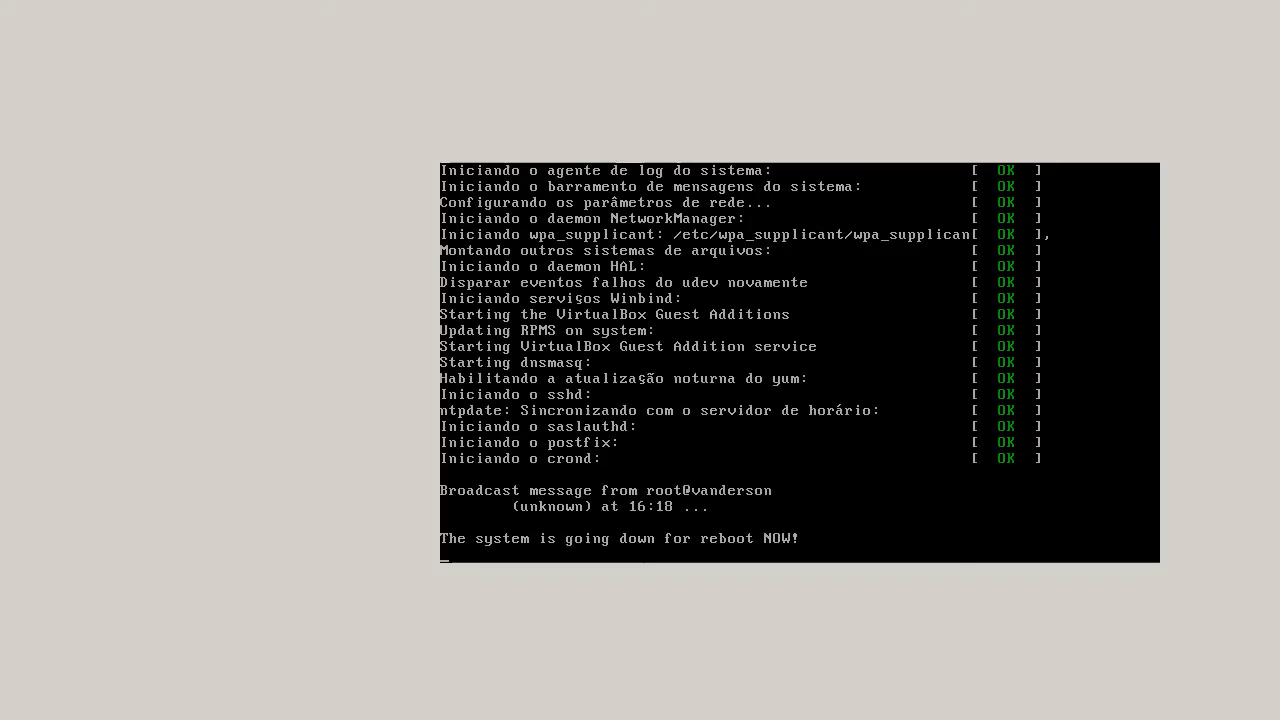 Iniciando o agente de log do sistema: [ OK ]
Iniciando o barramento de mensagens do sistema: [ OK ]
Configurando os parâmetros de rede... [ OK ]
Iniciando o daemon NetworkManager: [ OK ]
Iniciando wpa_supplicant: /etc/wpa_supplicant/wpa_supplican[ OK ],
Montando outros sistemas de arquivos: [ OK ]
Iniciando o daemon HAL: [ OK ]
Disparar eventos falhos do udev novamente [ OK ]
Iniciando serviços Winbind: [ OK ]
Starting the VirtualBox Guest Additions [ OK ]
Updating RPMS on system: [ OK ]
Starting VirtualBox Guest Addition service [ OK ]
Starting dnsmasq: [ OK ]
Habilitando a atualização noturna do yum: [ OK ]
Iniciando o sshd: [ OK ]
ntpdate: Sincronizando com o servidor de horário: [ OK ]
Iniciando o saslauthd: [ OK ]
Iniciando o postfix: [ OK ]
Iniciando o crond: [ OK ]
Broadcast message from root@vanderson
(unknown) at 16:18 ...
The system is going down for reboot NOW!